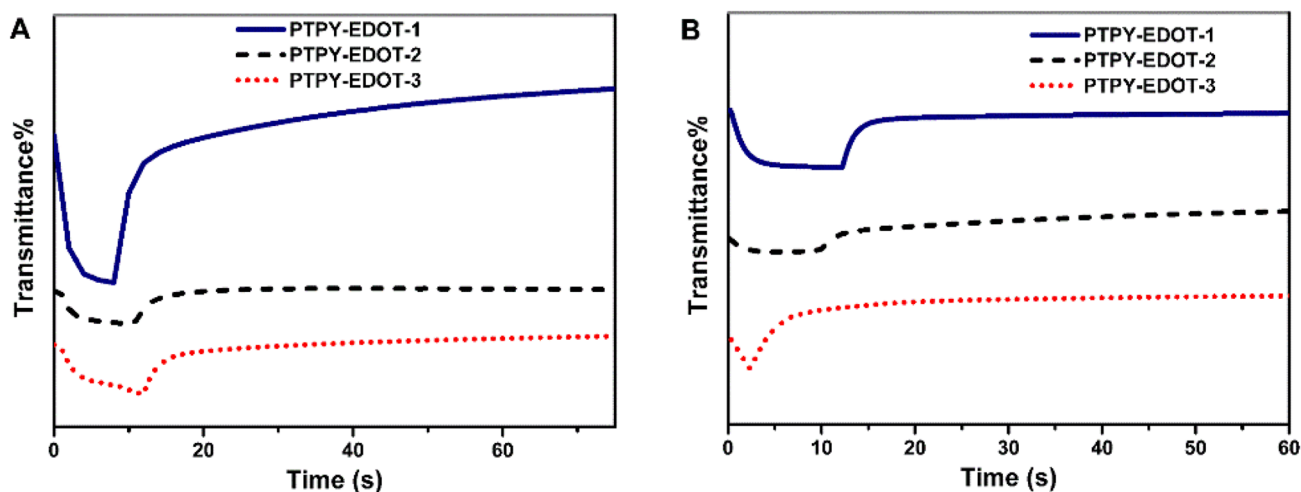 A
PTPY-EDOT-1
PTPY-EDOT-2
PTPY-EDOT-3
Transmittance%
0 20 40 60
Time (s)
B
PTPY-EDOT-1
PTPY-EDOT-2
PTPY-EDOT-3
Transmittance%
0 10 20 30 40 50 60
Time (s)